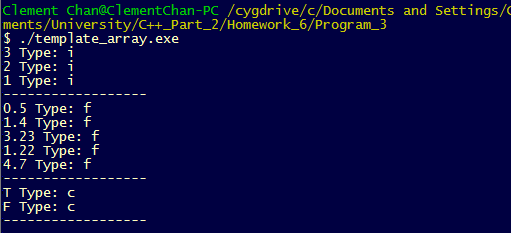 Clement Chan@ClementChan-PC /cygdrive/c/Documents and Settings/C
ments/University/C++_Part_2/Homework_6/Program_3
$ ./template_array.exe
3 Type: i
2 Type: i
1 Type: i
------------------
0.5 Type: f
1.4 Type: f
3.23 Type: f
1.22 Type: f
4.7 Type: f
------------------
T Type: c
F Type: c
------------------